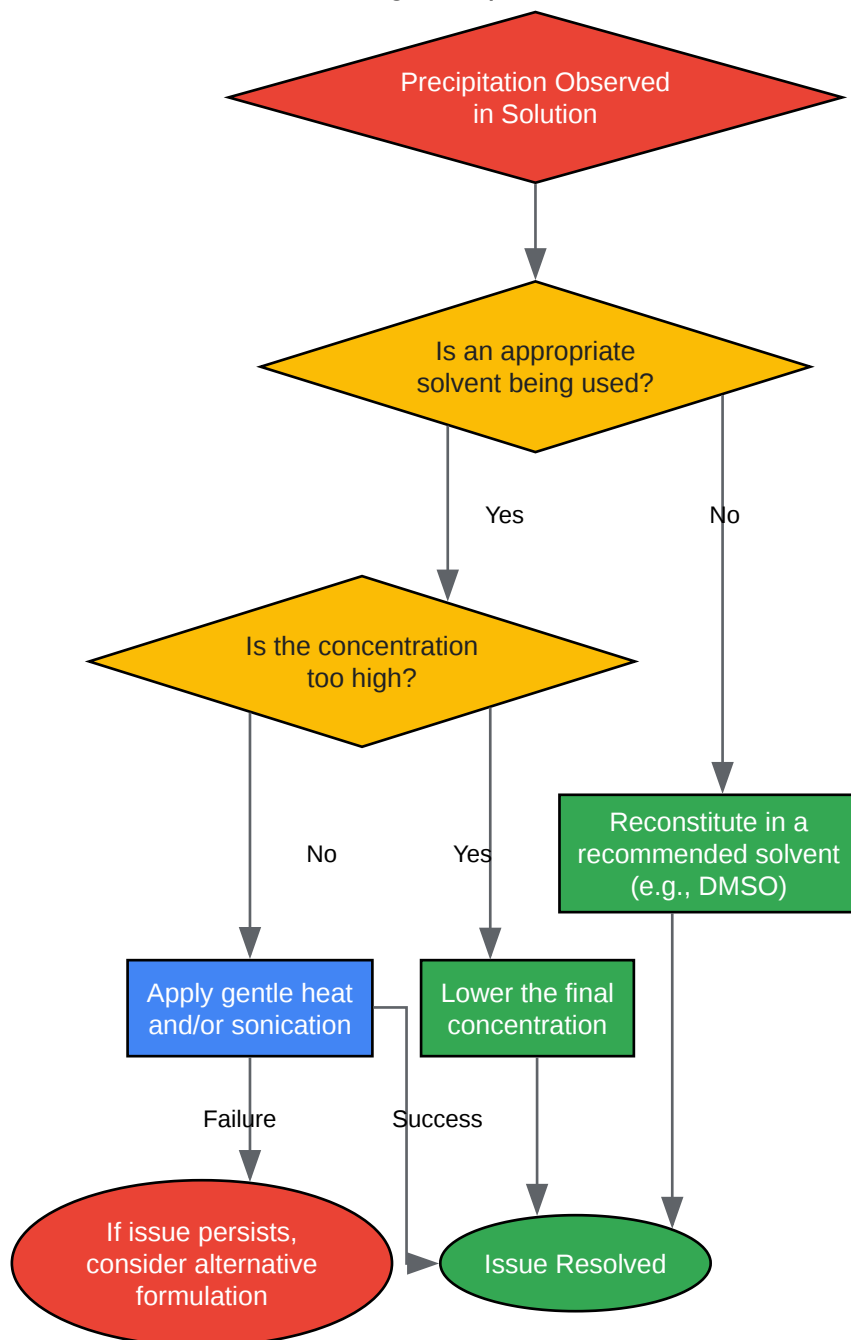 Precipitation Observed
in Solution
Is an appropriate
solvent being used?
Yes
No
Is the concentration
too high?
No
Yes
Reconstitute in a
recommended solvent
(e.g., DMSO)
Apply gentle heat
and/or sonication
Lower the final
concentration
Failure
Success
If issue persists,
consider alternative
formulation
Issue Resolved